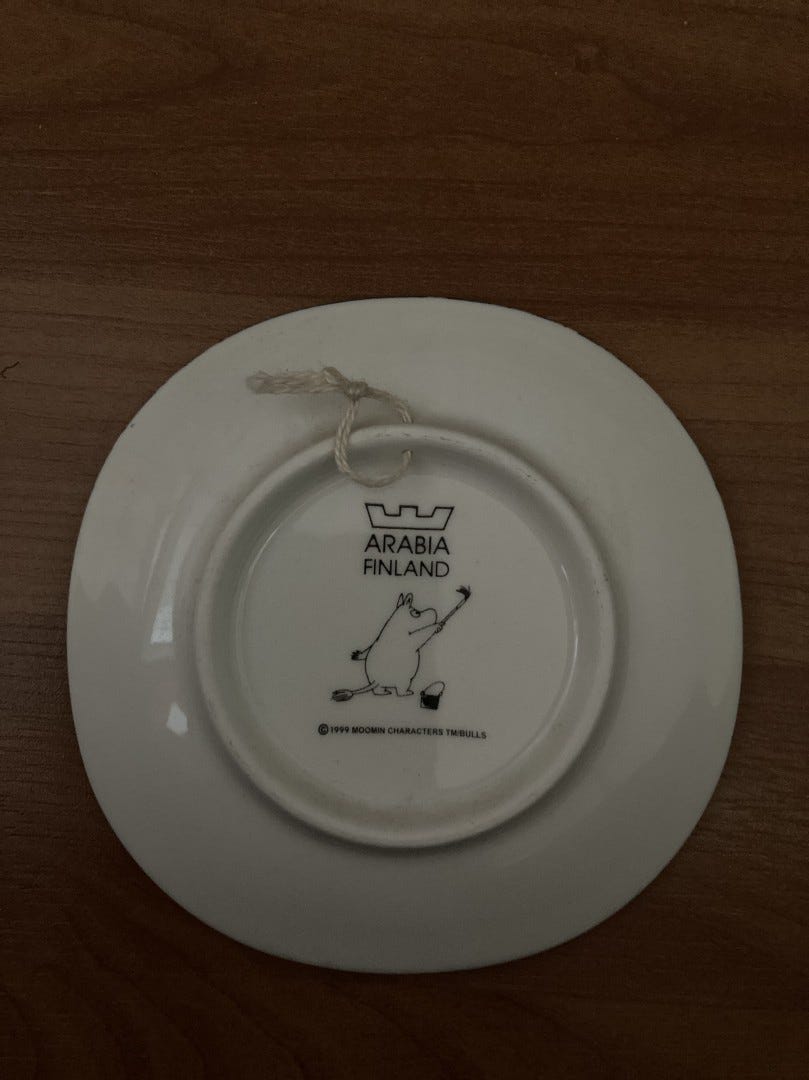 ARABIA
FINLAND
©1999 MOOMIN CHARACTERS TM/BULLS